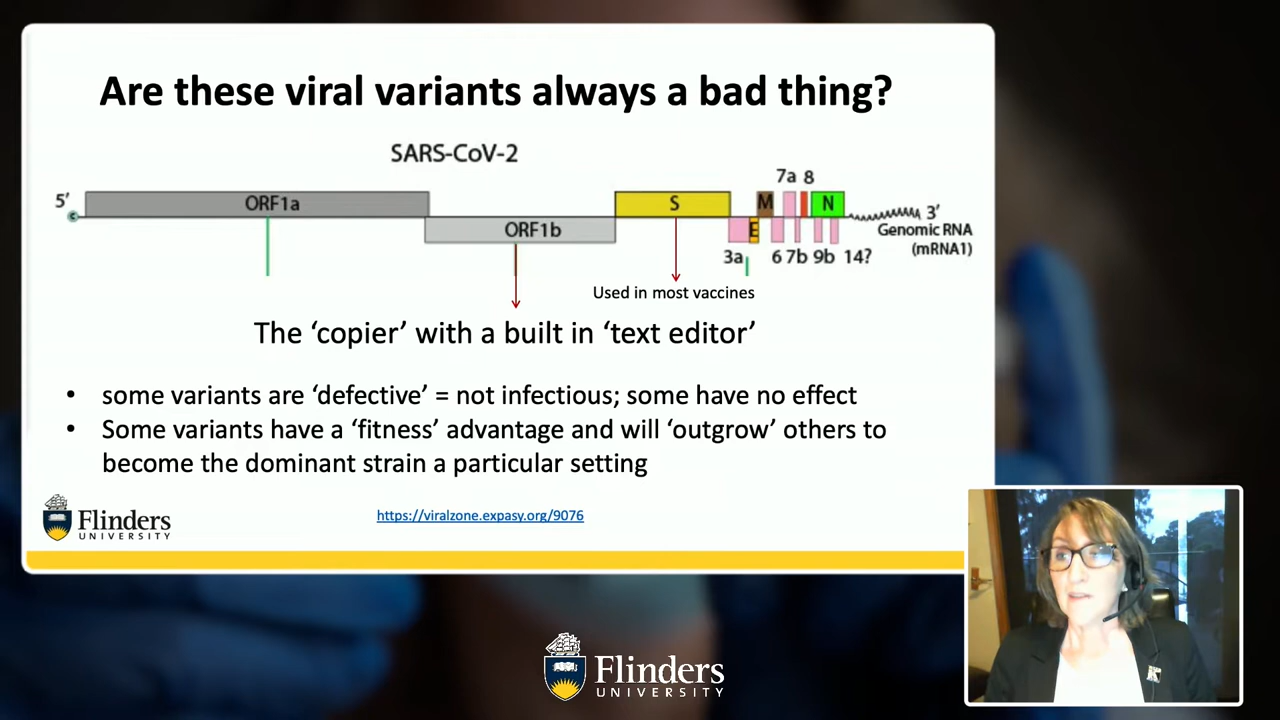 Are these viral variants always a bad thing?
SARS-CoV-2
7a 8
5’ ORF1a S M N 3’
ORF1b E Genomic RNA
(mRNA1)
3a 6 7b 9b 14?
Used in most vaccines
The ‘copier’ with a built in ‘text editor’
• some variants are ‘defective’ = not infectious; some have no effect
• Some variants have a ‘fitness’ advantage and will ‘outgrow’ others to
become the dominant strain a particular setting
Flinders
UNIVERSITY
https://viralzone.expasy.org/9076
Flinders
UNIVERSITY